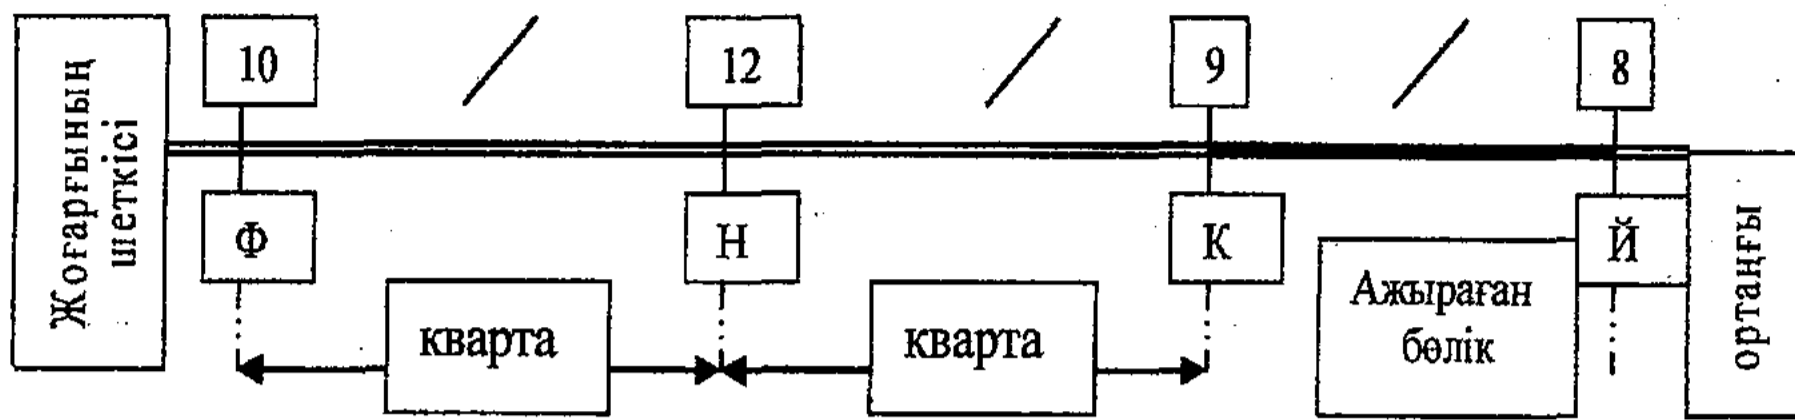 Жоғарғының
шеткісі
10
12
9
8
Ф
Н
К
Й
кварта
кварта
Ажыраған
бөлік
ортаңғы